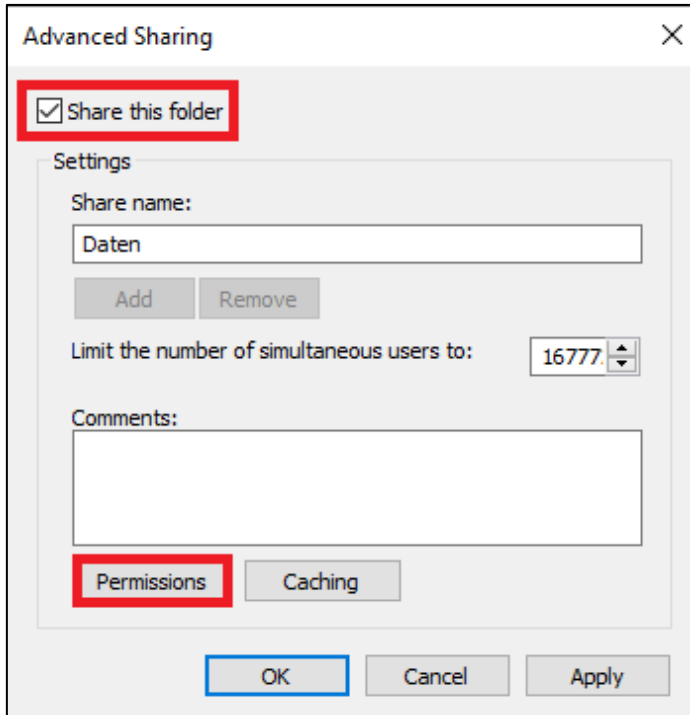 Advanced Sharing
Share this folder
Settings
Share name:
Daten
Add Remove
Limit the number of simultaneous users to: 16777
Comments:
Permissions Caching
OK Cancel Apply